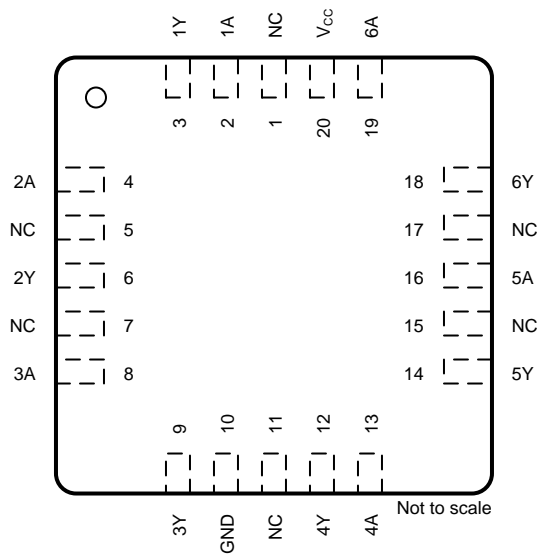 1Y 1A NC VCC 6A
3 2 1 20 19
2A 4 18 6Y
NC 5 17 NC
2Y 6 16 5A
NC 7 15 NC
3A 8 14 5Y
9 10 11 12 13
3Y GND NC 4Y 4A
Not to scale